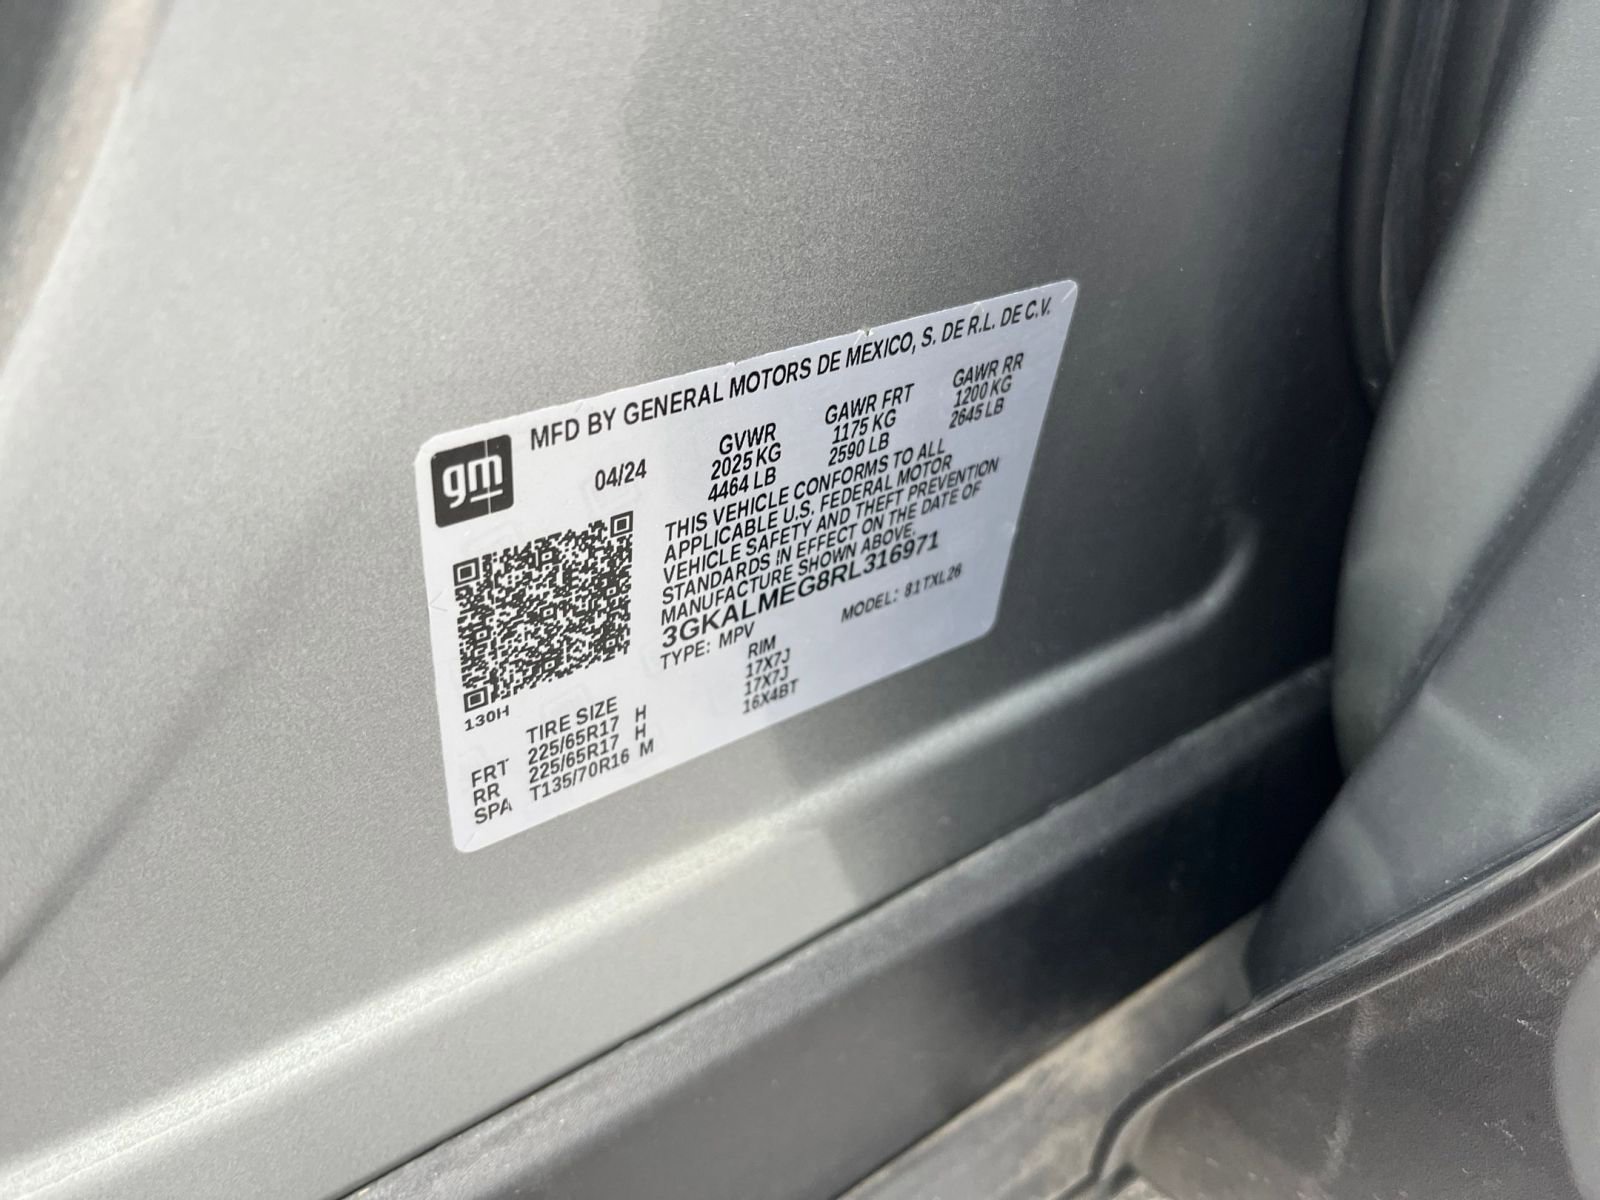 gm
MFD BY GENERAL MOTORS DE MEXICO, S. DE R.L. DE C.V.
04/24
GVWR GAWR FRT GAWR RR
2025 KG 1175 KG 1200 KG
4464 LB 2590 LB 2645 LB
THIS VEHICLE CONFORMS TO ALL
APPLICABLE U.S. FEDERAL MOTOR
VEHICLE SAFETY AND THEFT PREVENTION
STANDARDS IN EFFECT ON THE DATE OF
MANUFACTURE SHOWN ABOVE.
3GKALMEG8RL316971
TYPE: MPV MODEL: 81TXL26
130H
TIRE SIZE RIM
FRT 225/65R17 H 17X7J
RR 225/65R17 H 17X7J
SPA T135/70R16 M 16X4BT